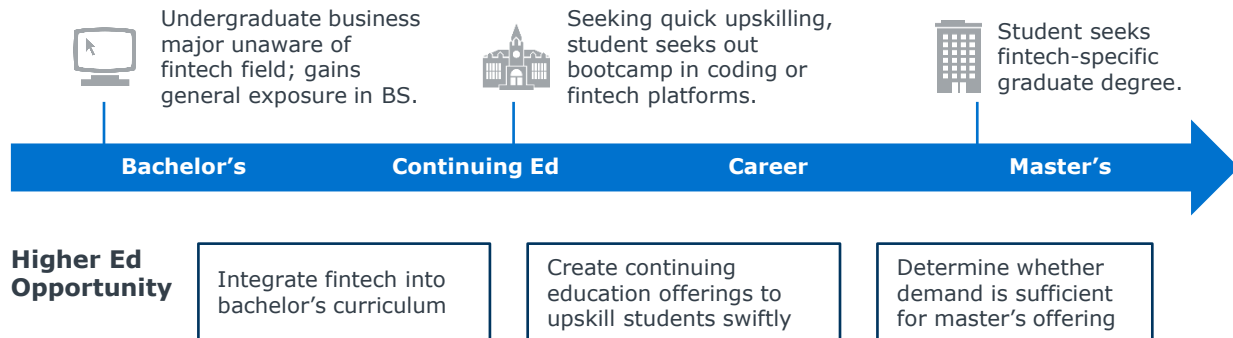 Undergraduate business
major unaware of
fintech field; gains
general exposure in BS.
Seeking quick upskilling,
student seeks out
bootcamp in coding or
fintech platforms.
Student seeks
fintech-specific
graduate degree.
Bachelor’s
Continuing Ed
Career
Master’s
Higher Ed
Opportunity
Integrate fintech into
bachelor’s curriculum
Create continuing
education offerings to
upskill students swiftly
Determine whether
demand is sufficient
for master’s offering